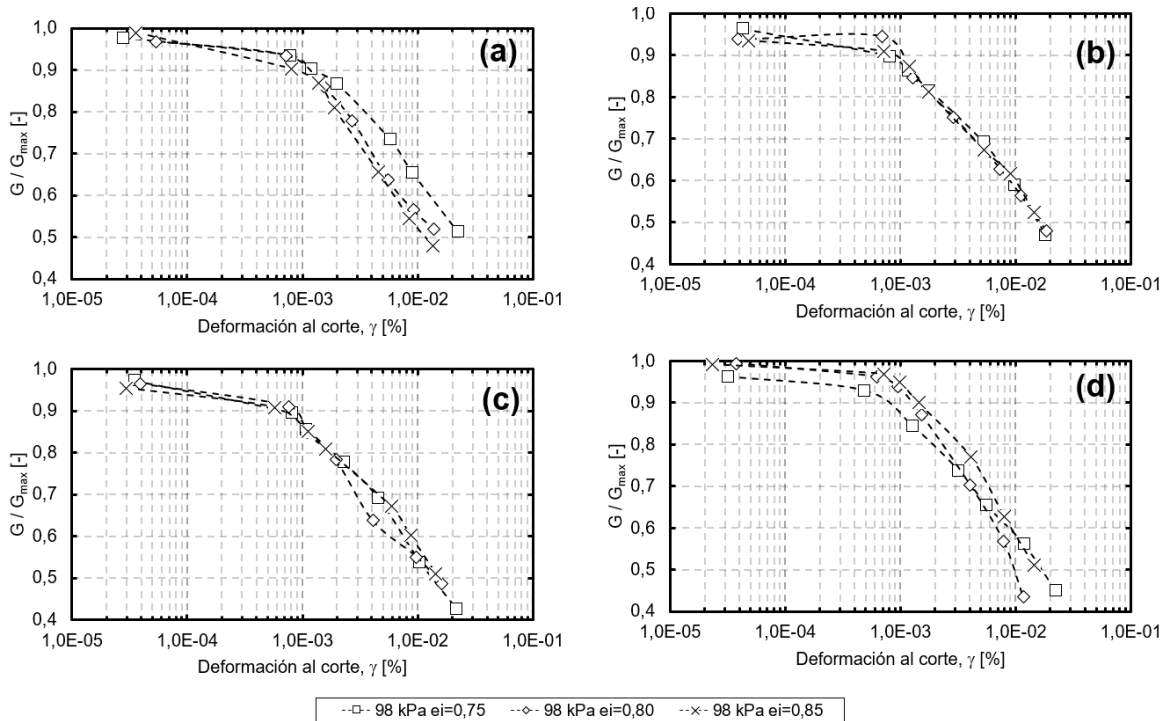 (a)
1,0
0,9
0,8
0,7
0,6
0,5
0,4
G / Gmax [-]
1,0E-05 1,0E-04 1,0E-03 1,0E-02 1,0E-01
Deformación al corte, γ [%]
(b)
1,0
0,9
0,8
0,7
0,6
0,5
0,4
G / Gmax [-]
1,0E-05 1,0E-04 1,0E-03 1,0E-02 1,0E-01
Deformación al corte, γ [%]
(c)
1,0
0,9
0,8
0,7
0,6
0,5
0,4
G / Gmax [-]
1,0E-05 1,0E-04 1,0E-03 1,0E-02 1,0E-01
Deformación al corte, γ [%]
(d)
1,0
0,9
0,8
0,7
0,6
0,5
0,4
G / Gmax [-]
1,0E-05 1,0E-04 1,0E-03 1,0E-02 1,0E-01
Deformación al corte, γ [%]
98 kPa ei=0,75 98 kPa ei=0,80 98 kPa ei=0,85